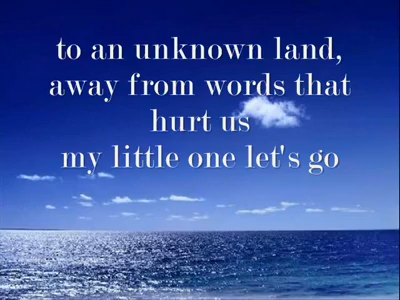 to an unknown land,
away from words that
hurt us
my little one let's go